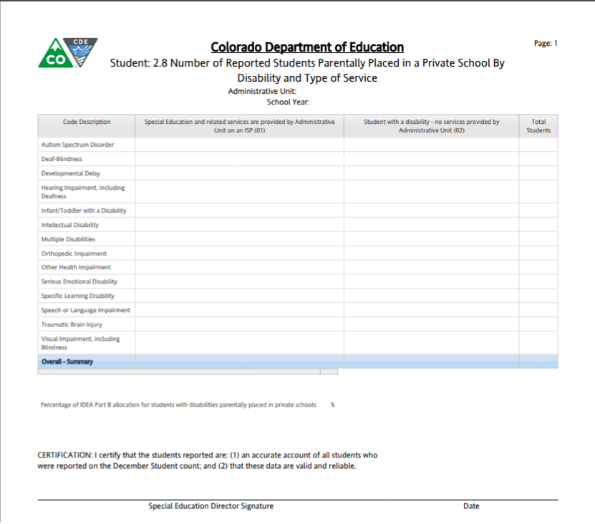 CDE
CO
Colorado Department of Education
Page: 1
Student: 2.8 Number of Reported Students Parentally Placed in a Private School By
Disability and Type of Service
Administrative Unit:
School Year:
Code Description
Special Education and related services are provided by Administrative
Unit on an ISP (01)
Student with a disability - no services provided by
Administrative Unit (02)
Total
Students
Autism Spectrum Disorder
Deaf-Blindness
Developmental Delay
Hearing Impairment, including
Deafness
Infant/Toddler with a Disability
Intellectual Disability
Multiple Disabilities
Orthopedic Impairment
Other Health Impairment
Serious Emotional Disability
Specific Learning Disability
Speech or Language Impairment
Traumatic Brain Injury
Visual Impairment, including
Blindness
Overall - Summary
Percentage of IDEA Part B allocation for students with disabilities parentally placed in private schools: %
CERTIFICATION: I certify that the students reported are: (1) an accurate account of all students who
were reported on the December Student count; and (2) that these data are valid and reliable.
Special Education Director Signature
Date